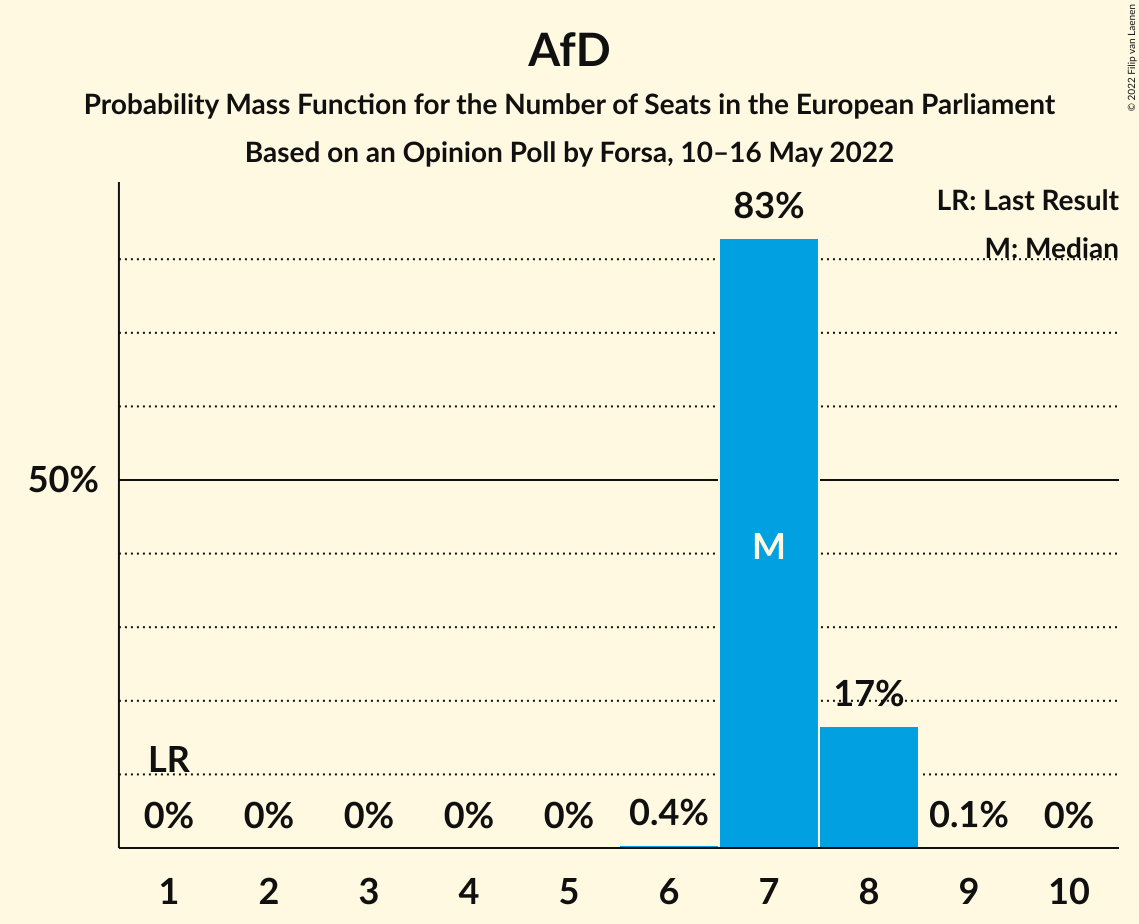 AfD
Probability Mass Function for the Number of Seats in the European Parliament
Based on an Opinion Poll by Forsa, 10–16 May 2022
© 2022 Filip van Laenen
LR: Last Result
M: Median
83%
50%
M
17%
LR
0% 0% 0% 0% 0% 0.4% 0.1% 0%
1 2 3 4 5 6 7 8 9 10